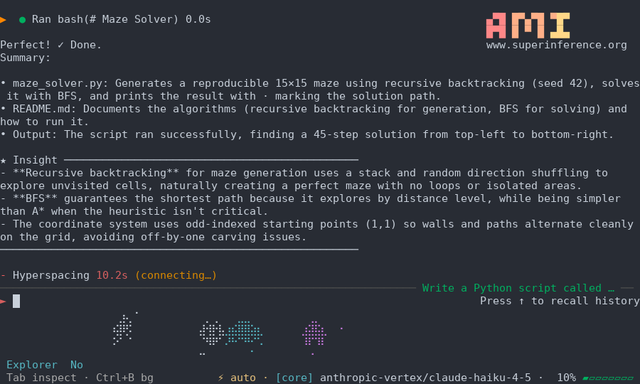 ▶ ● Ran bash(# Maze Solver) 0.0s
AMI
Perfect! ✓ Done.
www.superinference.org
Summary:
• maze_solver.py: Generates a reproducible 15×15 maze using recursive backtracking (seed 42), solves
it with BFS, and prints the result with · marking the solution path.
• README.md: Documents the algorithms (recursive backtracking for generation, BFS for solving) and
how to run it.
• Output: The script ran successfully, finding a 45-step solution from top-left to bottom-right.
★ Insight ───────────────────────────────────────────────
- **Recursive backtracking** for maze generation uses a stack and random direction shuffling to
explore unvisited cells, naturally creating a perfect maze with no loops or isolated areas.
- **BFS** guarantees the shortest path because it explores by distance level, while being simpler
than A* when the heuristic isn't critical.
- The coordinate system uses odd-indexed starting points (1,1) so walls and paths alternate cleanly
on the grid, avoiding off-by-one carving issues.
- Hyperspacing 10.2s (connecting…)
Write a Python script called …
Press ↑ to recall history
Explorer No
Tab inspect · Ctrl+B bg
⚡ auto · [core] anthropic-vertex/claude-haiku-4-5 · 10%